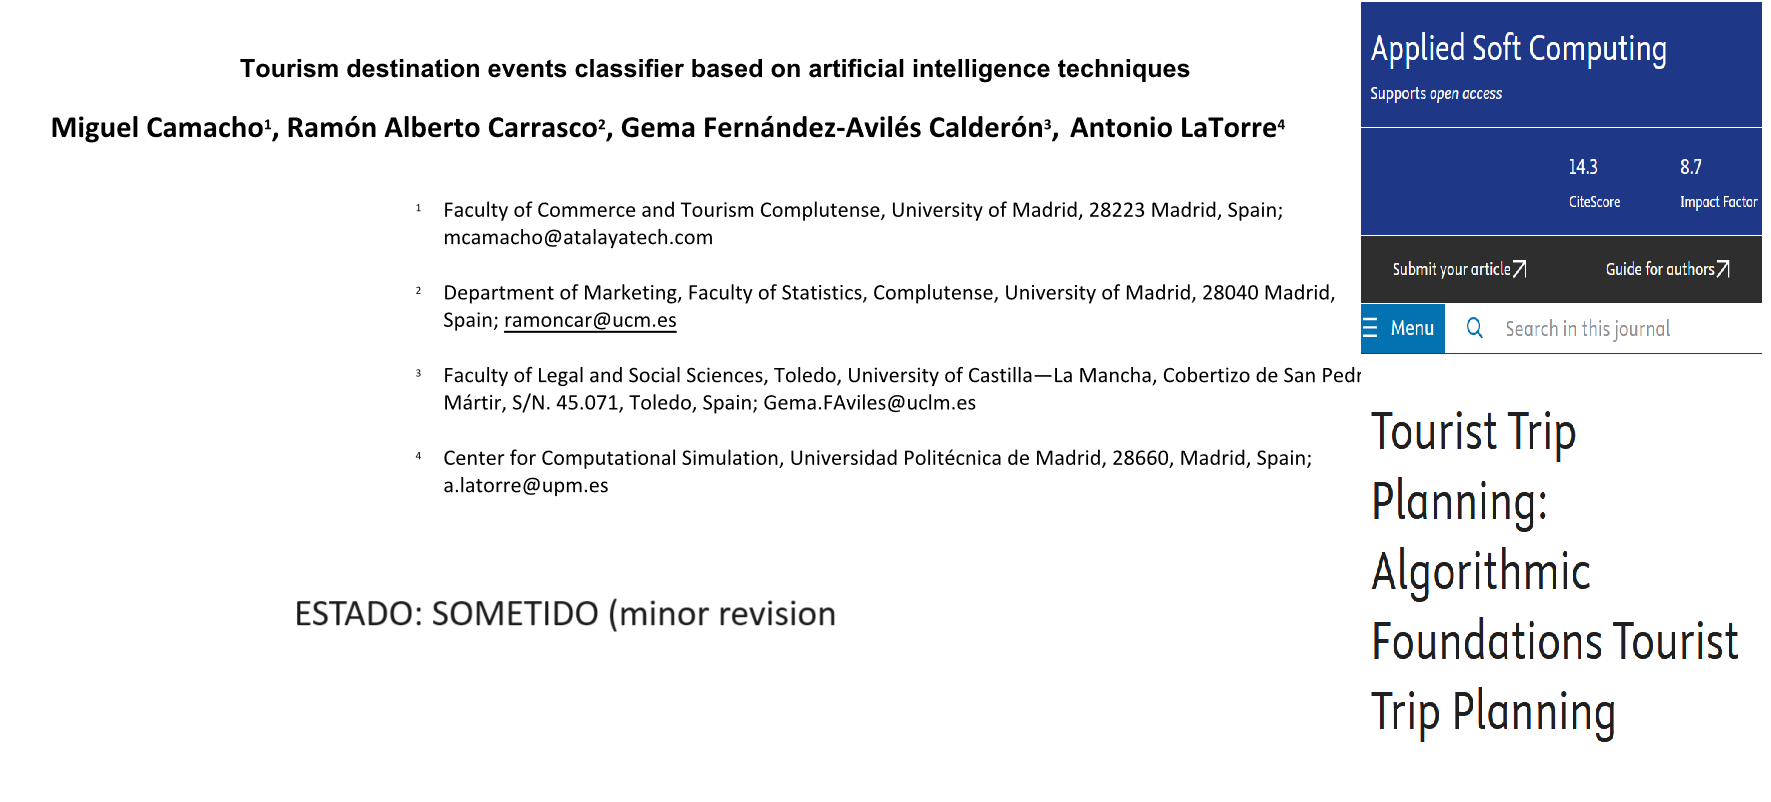 Tourism destination events classifier based on artificial intelligence techniques
Miguel Camacho¹, Ramón Alberto Carrasco², Gema Fernández-Avilés Calderón³, Antonio LaTorre⁴
¹ Faculty of Commerce and Tourism Complutense, University of Madrid, 28223 Madrid, Spain;
mcamacho@atalayatech.com
² Department of Marketing, Faculty of Statistics, Complutense, University of Madrid, 28040 Madrid,
Spain; ramoncar@ucm.es
³ Faculty of Legal and Social Sciences, Toledo, University of Castilla—La Mancha, Cobertizo de San Pedr
Mártir, S/N. 45.071, Toledo, Spain; Gema.FAviles@uclm.es
⁴ Center for Computational Simulation, Universidad Politécnica de Madrid, 28660, Madrid, Spain;
a.latorre@upm.es
ESTADO: SOMETIDO (minor revision
Applied Soft Computing
Supports open access
14.3 8.7
CiteScore Impact Factor
Submit your article Guide for authors
Menu Search in this journal
Tourist Trip
Planning:
Algorithmic
Foundations Tourist
Trip Planning